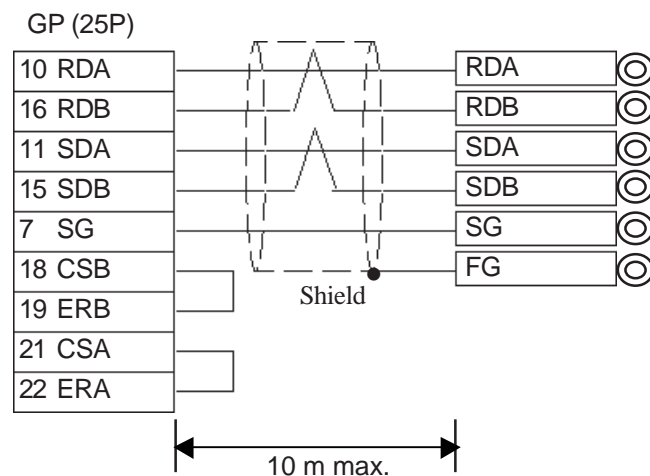 GP (25P)
10 RDA RDA
16 RDB RDB
11 SDA SDA
15 SDB SDB
7 SG SG
18 CSB FG
Shield
19 ERB
21 CSA
22 ERA
10 m max.